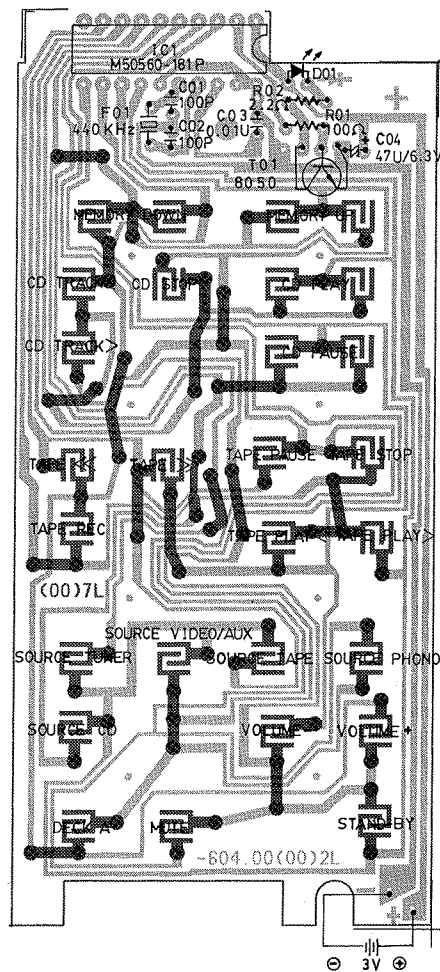 IC1
M50560-181P
D01
C01
100P
R02
2.2Ω
F01
440KHz
C03
0.01U
R01
100Ω
C02
100P
C04
47U/6.3V
T01
8050
MEMORY DOWN
MEMORY UP
CD TRACK<
CD STOP
CD PLAY
CD TRACK>
CD PAUSE
TAPE PAUSE
TAPE STOP
TAPE <<
TAPE >>
TAPE REC
TAPE PLAY<
TAPE PLAY>
(00)7L
SOURCE VIDEO/AUX
SOURCE TUNER
SOURCE TAPE
SOURCE PHONO
SOURCE CD
VOLUME-
VOLUME+
DECK A
MUTE
STAND-BY
-604.00(00)2L
3V